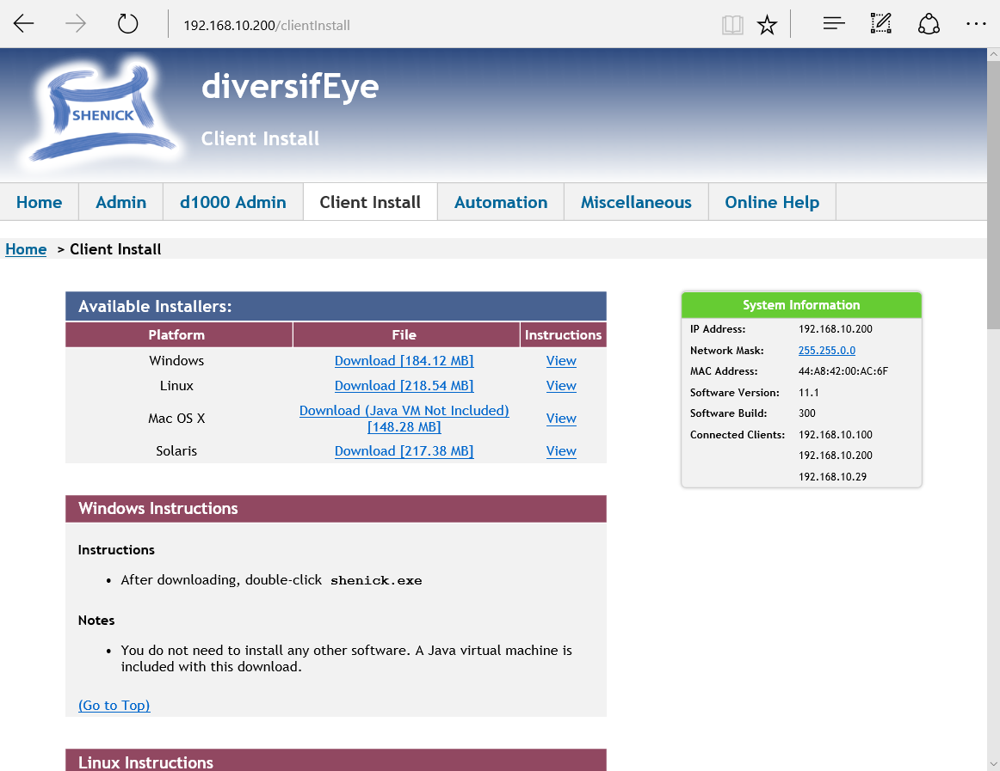 192.168.10.200/clientInstall
SHENICK
diversifEye
Client Install
Home Admin d1000 Admin Client Install Automation Miscellaneous Online Help
Home > Client Install
Available Installers:
Platform File Instructions
Windows Download [184.12 MB] View
Linux Download [218.54 MB] View
Mac OS X Download (Java VM Not Included) View
[148.28 MB]
Solaris Download [217.38 MB] View
System Information
IP Address: 192.168.10.200
Network Mask: 255.255.0.0
MAC Address: 44:A8:42:00:AC:6F
Software Version: 11.1
Software Build: 300
Connected Clients: 192.168.10.100
192.168.10.200
192.168.10.29
Windows Instructions
Instructions
• After downloading, double-click shenick.exe
Notes
• You do not need to install any other software. A Java virtual machine is
included with this download.
(Go to Top)
Linux Instructions